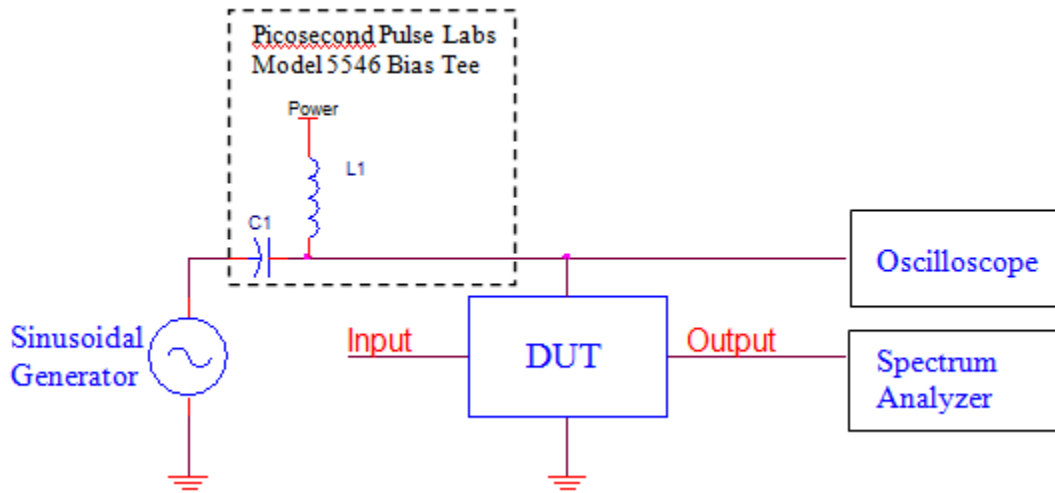 Picosecond Pulse Labs
Model 5546 Bias Tee
Power
L1
C1
Oscilloscope
Sinusoidal
Generator
Input
DUT
Output
Spectrum
Analyzer